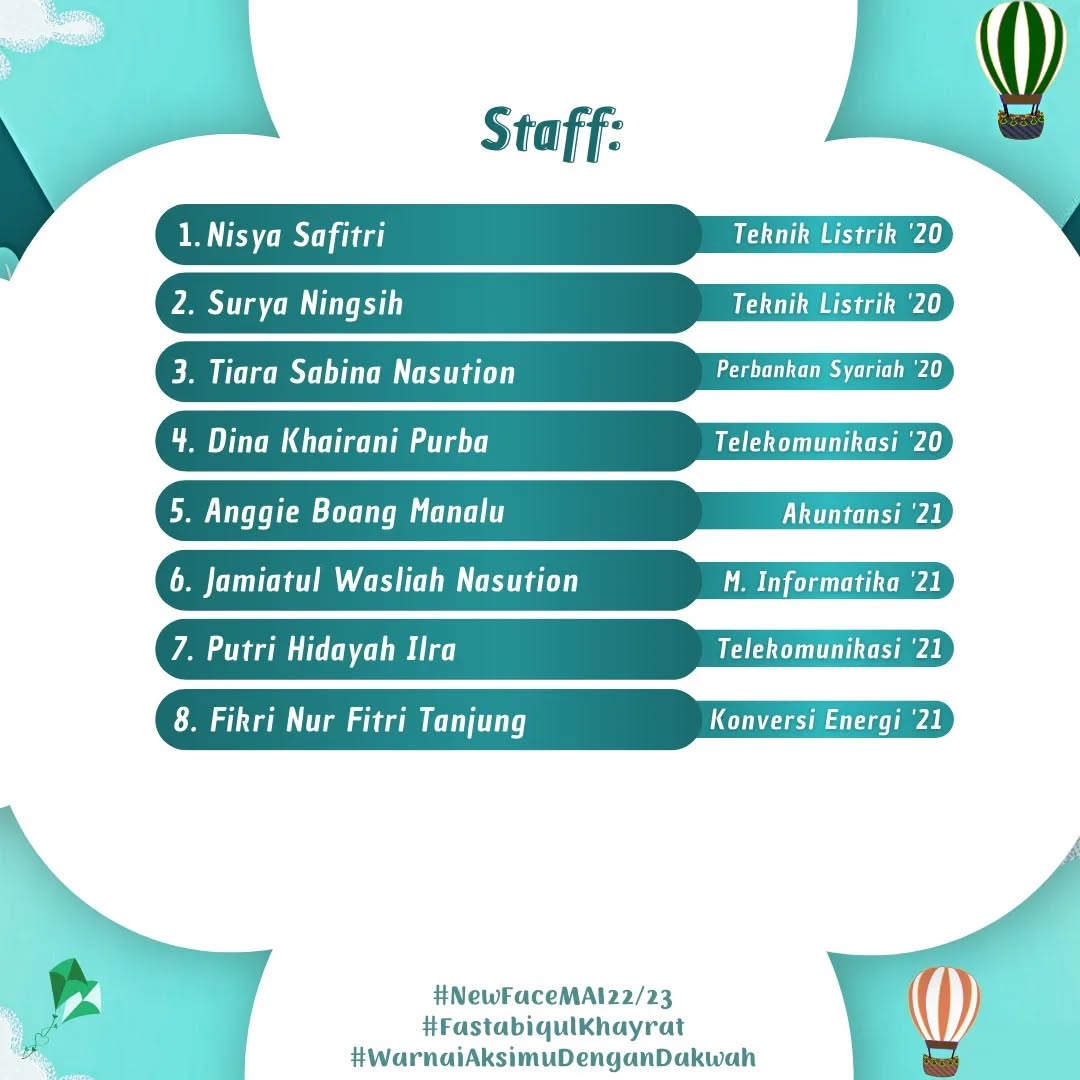 Staff:
1. Nisya Safitri Teknik Listrik '20
2. Surya Ningsih Teknik Listrik '20
3. Tiara Sabina Nasution Perbankan Syariah '20
4. Dina Khairani Purba Telekomunikasi '20
5. Anggie Boang Manalu Akuntansi '21
6. Jamiatul Wasliah Nasution M. Informatika '21
7. Putri Hidayah Ilra Telekomunikasi '21
8. Fikri Nur Fitri Tanjung Konversi Energi '21
#NewFaceMAI22/23
#FastabiqulKhayrat
#WarnaiAksimuDenganDakwah